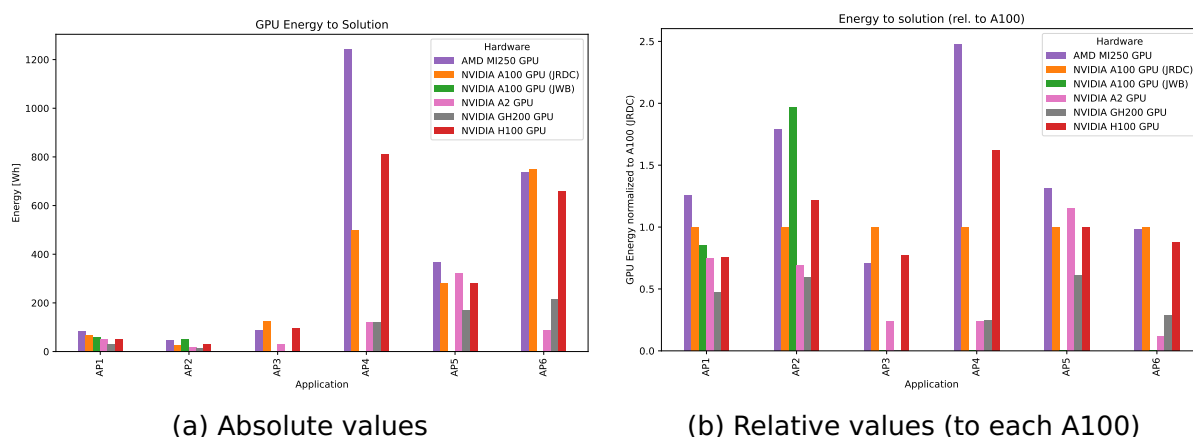 GPU Energy to Solution
Energy [Wh]
1200
1000
800
600
400
200
0
Hardware
AMD MI250 GPU
NVIDIA A100 GPU (JRDC)
NVIDIA A100 GPU (JWB)
NVIDIA A2 GPU
NVIDIA GH200 GPU
NVIDIA H100 GPU
AP1
AP2
AP3
AP4
AP5
AP6
Application
(a) Absolute values
Energy to solution (rel. to A100)
GPU Energy normalized to A100 (JRDC)
2.5
2.0
1.5
1.0
0.5
0.0
Hardware
AMD MI250 GPU
NVIDIA A100 GPU (JRDC)
NVIDIA A100 GPU (JWB)
NVIDIA A2 GPU
NVIDIA GH200 GPU
NVIDIA H100 GPU
AP1
AP2
AP3
AP4
AP5
AP6
Application
(b) Relative values (to each A100)